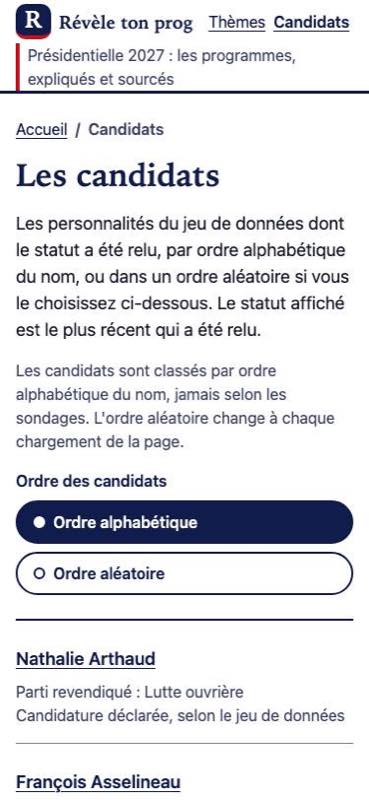 R Révèle ton prog Thèmes Candidats
Présidentielle 2027 : les programmes,
expliqués et sourcés
Accueil / Candidats
Les candidats
Les personnalités du jeu de données dont
le statut a été relu, par ordre alphabétique
du nom, ou dans un ordre aléatoire si vous
le choisissez ci-dessous. Le statut affiché
est le plus récent qui a été relu.
Les candidats sont classés par ordre
alphabétique du nom, jamais selon les
sondages. L'ordre aléatoire change à chaque
chargement de la page.
Ordre des candidats
Ordre alphabétique
Ordre aléatoire
Nathalie Arthaud
Parti revendiqué : Lutte ouvrière
Candidature déclarée, selon le jeu de données
François Asselineau